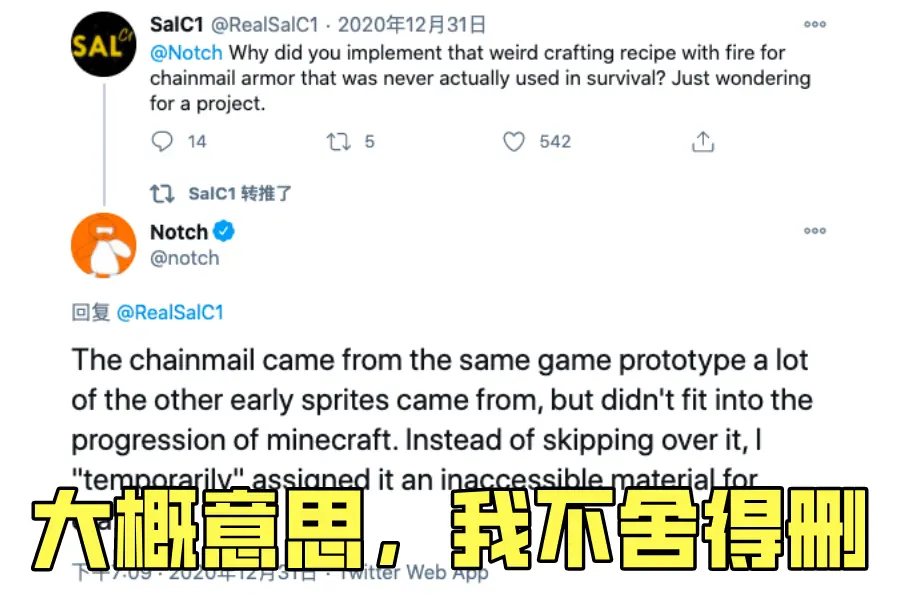 SALCr
SalC1 @RealSalC1 · 2020年12月31日
@Notch Why did you implement that weird crafting recipe with fire for
chainmail armor that was never actually used in survival? Just wondering
for a project.
14 5 542
SalC1 转推了
Notch
@notch
回复 @RealSalC1
The chainmail came from the same game prototype a lot
of the other early sprites came from, but didn't fit into the
progression of minecraft. Instead of skipping over it, I
"temporarily" assigned it an inaccessible material for
大概意思，我不舍得删
下午7:09 · 2020年12月31日 · Twitter Web App